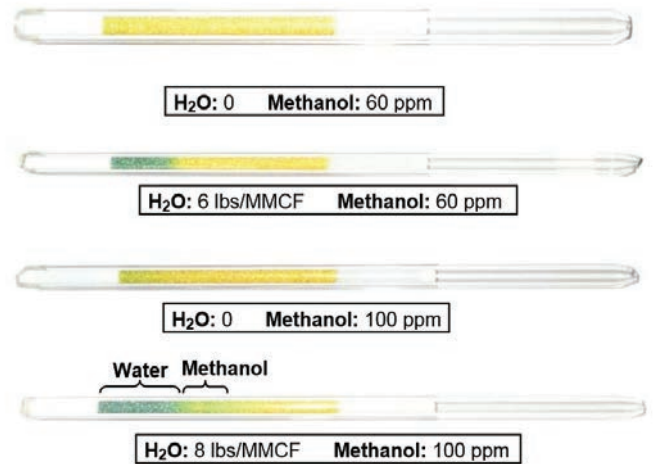 H₂O: 0 Methanol: 60 ppm
H₂O: 6 lbs/MMCF Methanol: 60 ppm
H₂O: 0 Methanol: 100 ppm
Water Methanol
H₂O: 8 lbs/MMCF Methanol: 100 ppm